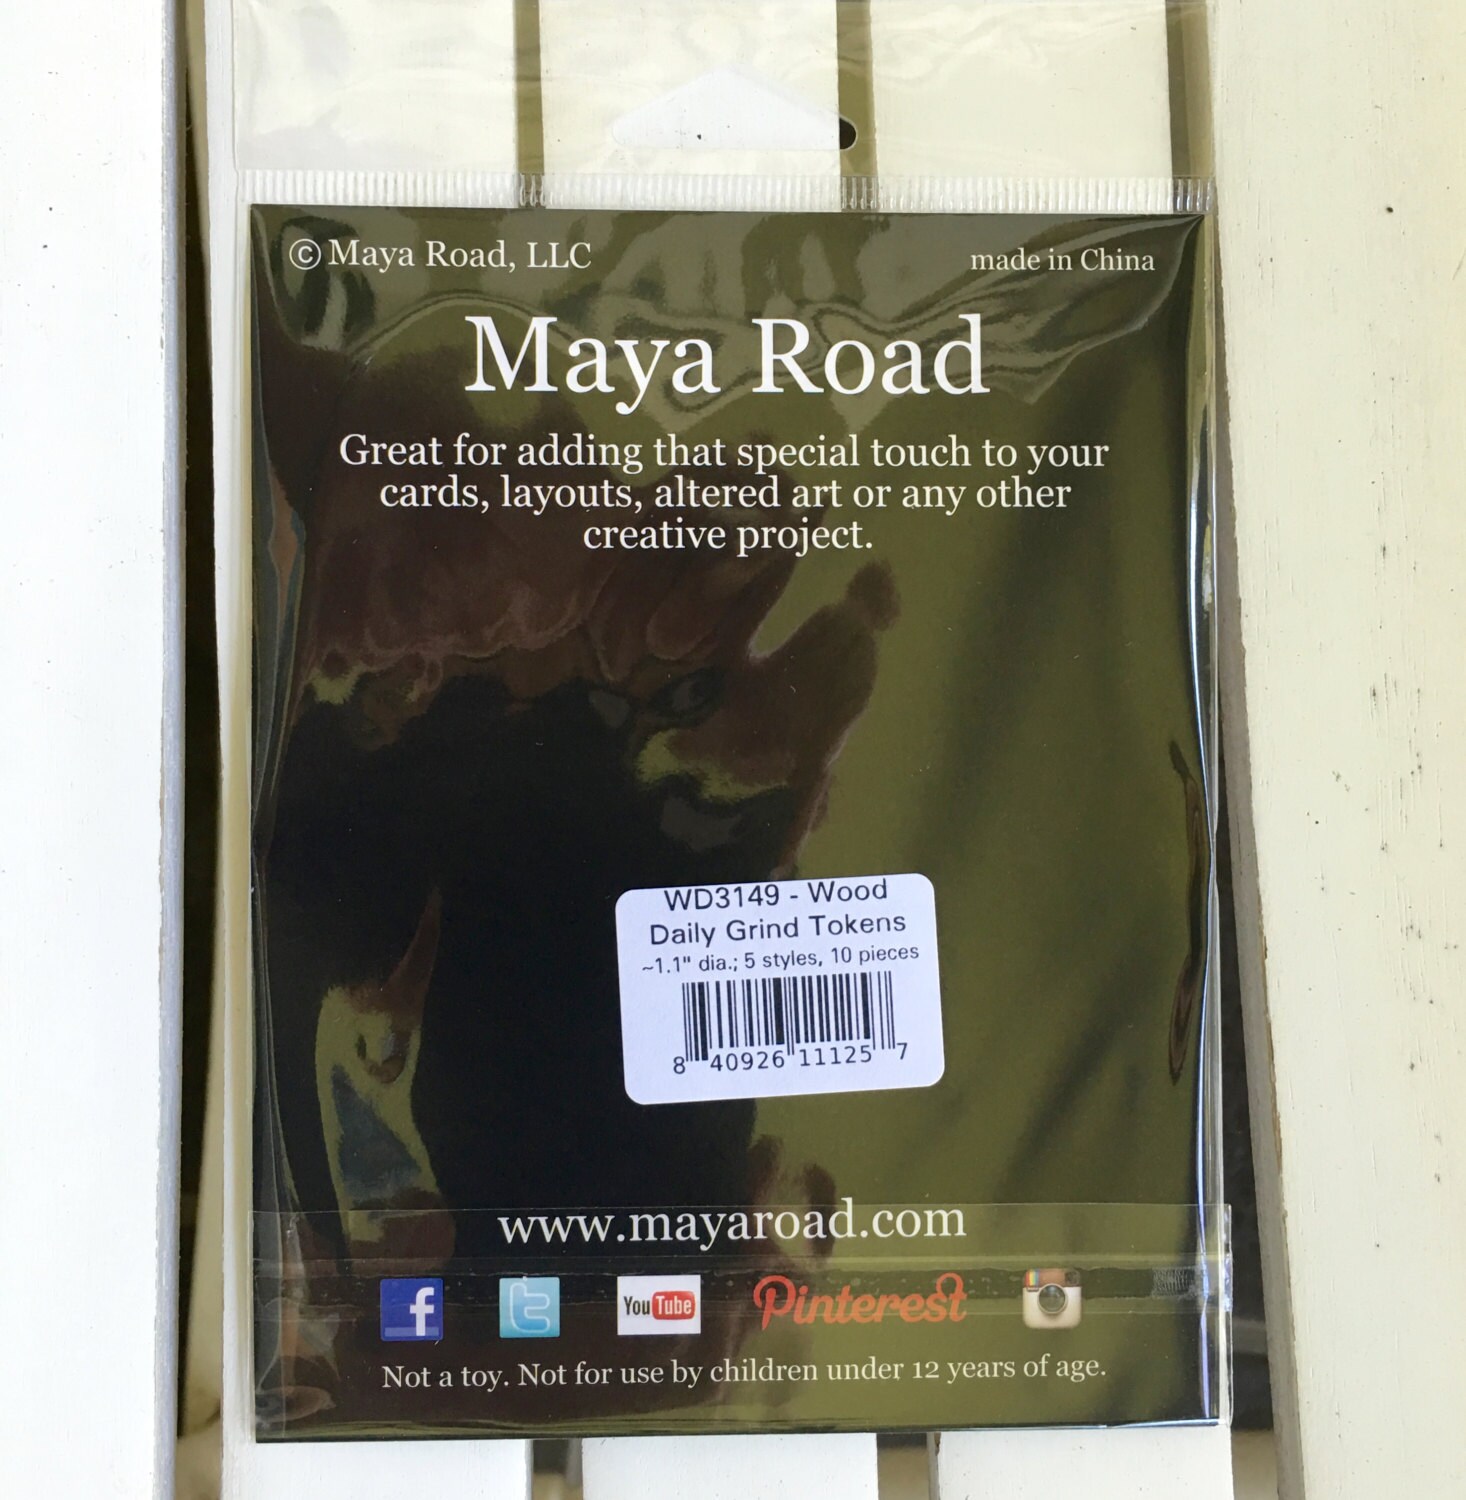 © Maya Road, LLC
made in China
Maya Road
Great for adding that special touch to your
cards, layouts, altered art or any other
creative project.
WD3149 - Wood
Daily Grind Tokens
~1.1" dia.; 5 styles, 10 pieces
8 40926 11125 7
www.mayaroad.com
f t YouTube Pinterest
Not a toy. Not for use by children under 12 years of age.